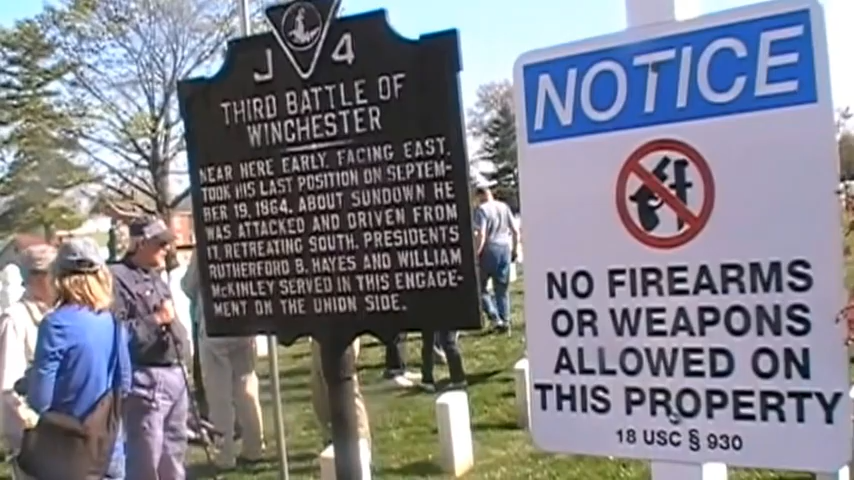 J 4
THIRD BATTLE OF
WINCHESTER
NEAR HERE EARLY, FACING EAST,
TOOK HIS LAST POSITION ON SEPTEM-
BER 19, 1864. ABOUT SUNDOWN HE
WAS ATTACKED AND DRIVEN FROM
IT, RETREATING SOUTH. PRESIDENTS
RUTHERFORD B. HAYES AND WILLIAM
McKINLEY SERVED IN THIS ENGAGE-
MENT ON THE UNION SIDE.
NOTICE
NO FIREARMS
OR WEAPONS
ALLOWED ON
THIS PROPERTY
18 USC § 930